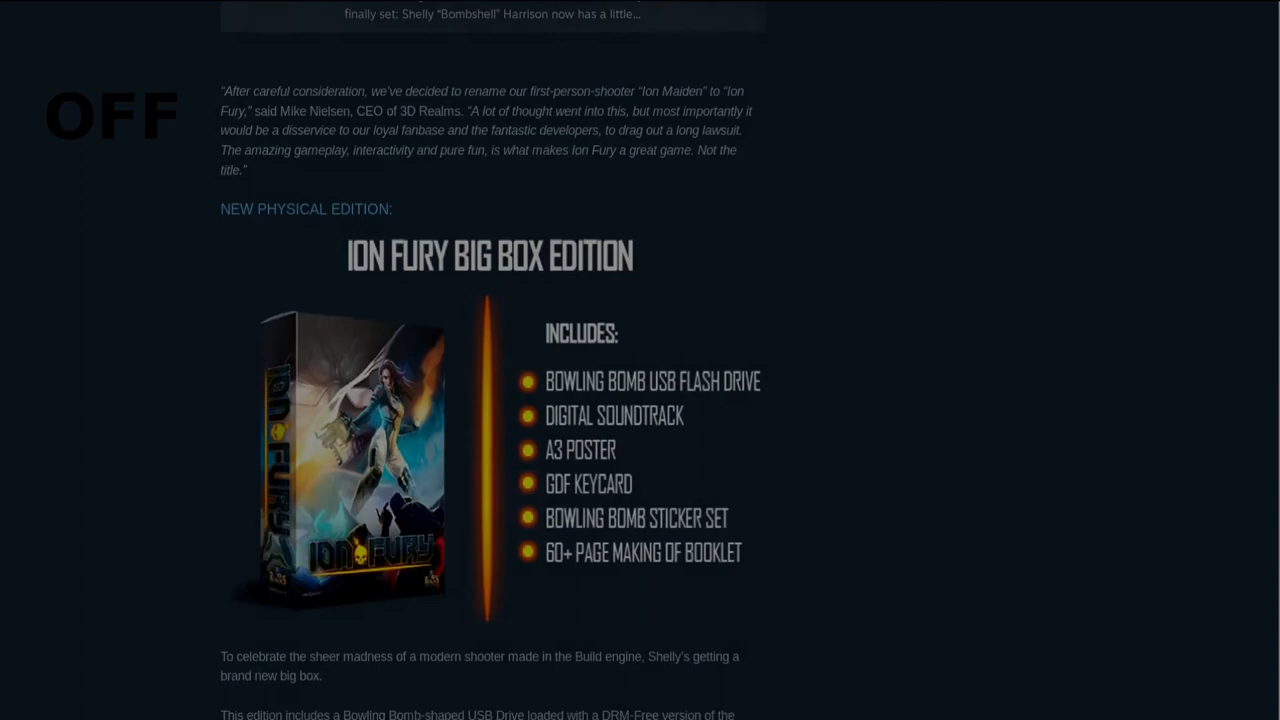 finally set: Shelly “Bombshell” Harrison now has a little...
OFF
“After careful consideration, we’ve decided to rename our first-person-shooter “Ion Maiden” to “Ion
Fury,” said Mike Nielsen, CEO of 3D Realms. “A lot of thought went into this, but most importantly it
would be a disservice to our loyal fanbase and the fantastic developers, to drag out a long lawsuit.
The amazing gameplay, interactivity and pure fun, is what makes Ion Fury a great game. Not the
title.”
NEW PHYSICAL EDITION:
ION FURY BIG BOX EDITION
ION FURY
ION FURY
INCLUDES:
BOWLING BOMB USB FLASH DRIVE
DIGITAL SOUNDTRACK
A3 POSTER
GDF KEYCARD
BOWLING BOMB STICKER SET
60+ PAGE MAKING OF BOOKLET
To celebrate the sheer madness of a modern shooter made in the Build engine, Shelly’s getting a
brand new big box.
This edition includes a Bowling Bomb-shaped USB Drive loaded with a DRM-Free version of the